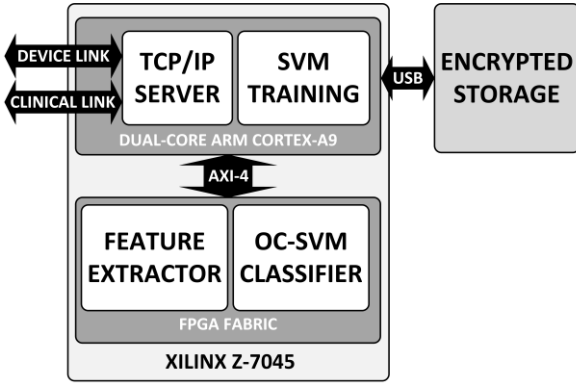 DEVICE LINK
CLINICAL LINK
TCP/IP
SERVER
SVM
TRAINING
DUAL-CORE ARM CORTEX-A9
USB
ENCRYPTED
STORAGE
AXI-4
FEATURE
EXTRACTOR
OC-SVM
CLASSIFIER
FPGA FABRIC
XILINX Z-7045